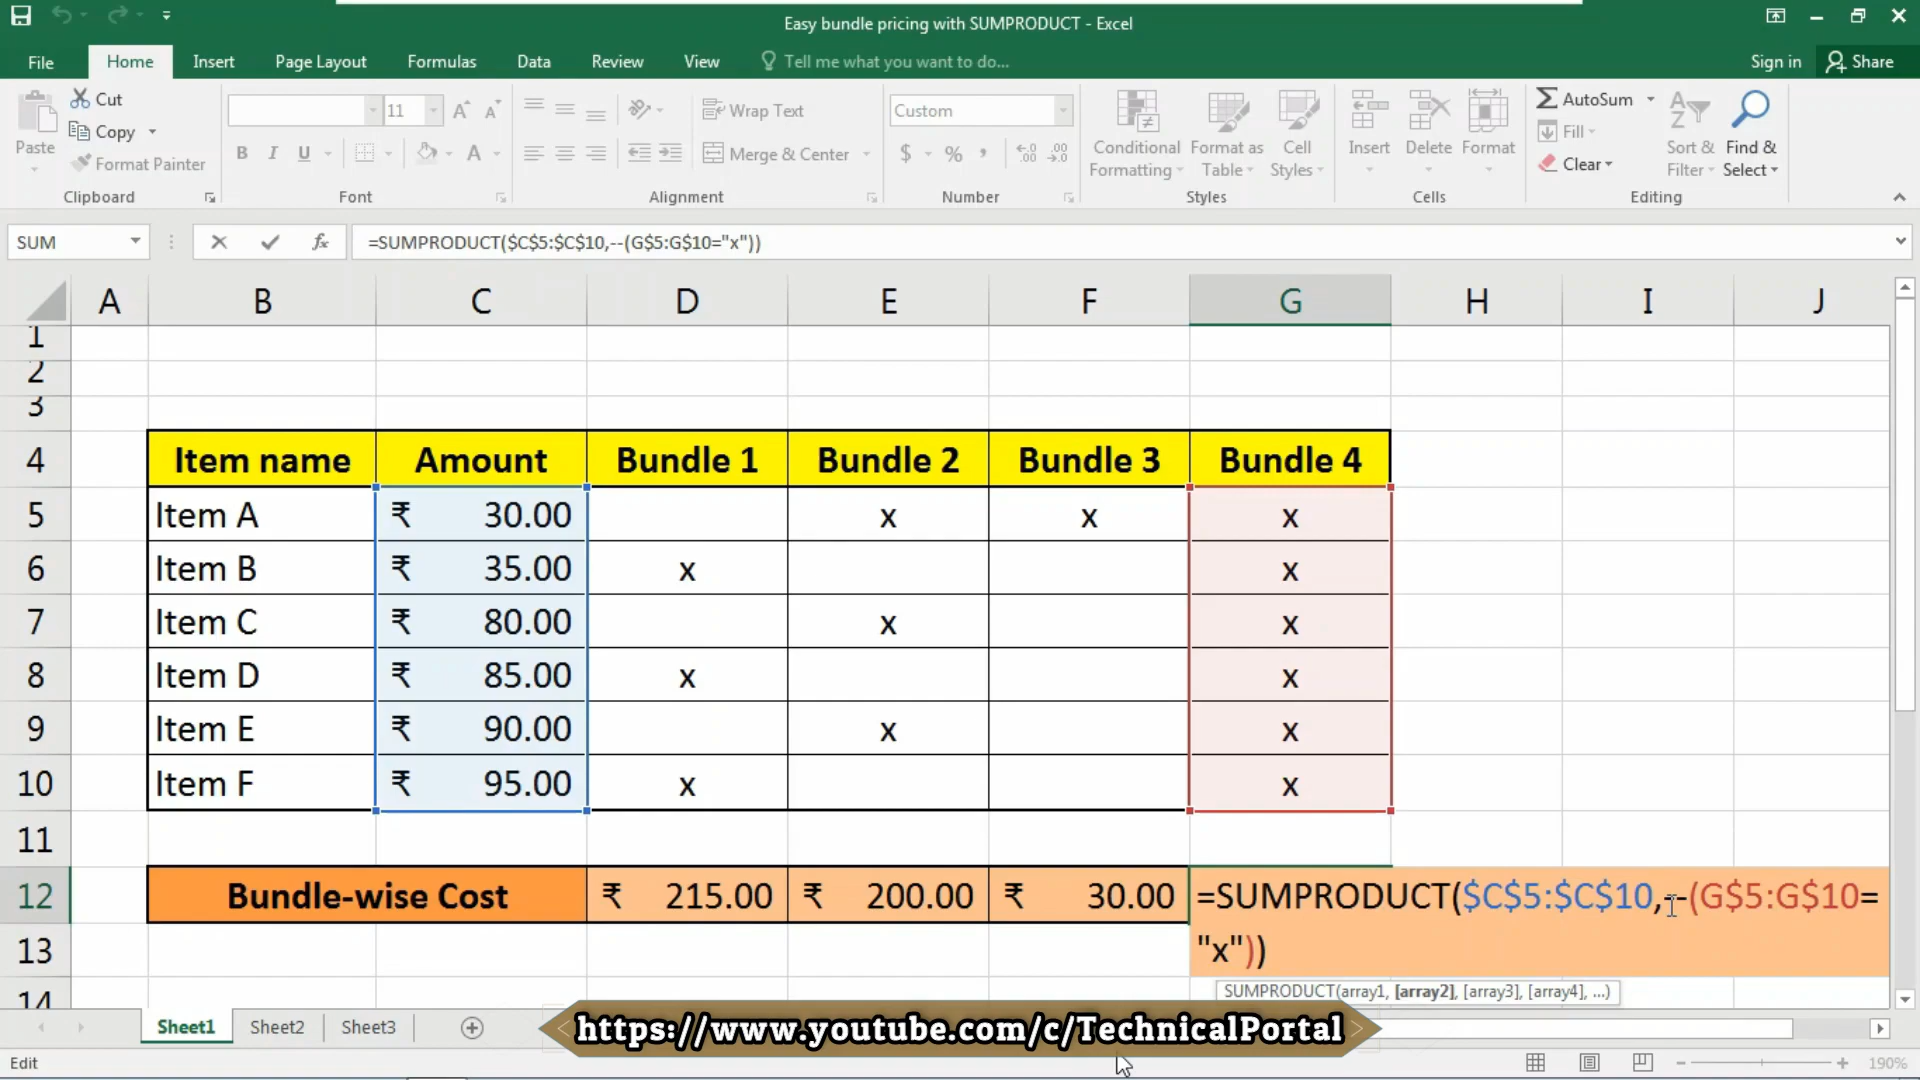 Easy bundle pricing with SUMPRODUCT - Excel
File Home Insert Page Layout Formulas Data Review View Tell me what you want to do... Sign in Share
Cut
Copy
Format Painter
Paste
Clipboard
11
B I U A
Font
Wrap Text
Merge & Center
Alignment
Custom
$ % ,
Number
Conditional Formatting
Format as Table
Cell Styles
Styles
Insert Delete Format
Cells
AutoSum
Fill
Clear
Sort & Filter
Find & Select
Editing
SUM fx =SUMPRODUCT($C$5:$C$10,--(G$5:G$10="x"))
A B C D E F G H I J
1
2
3
4 Item name Amount Bundle 1 Bundle 2 Bundle 3 Bundle 4
5 Item A ₹ 30.00 x x x
6 Item B ₹ 35.00 x x
7 Item C ₹ 80.00 x x
8 Item D ₹ 85.00 x x
9 Item E ₹ 90.00 x x
10 Item F ₹ 95.00 x x
11
12 Bundle-wise Cost ₹ 215.00 ₹ 200.00 ₹ 30.00 =SUMPRODUCT($C$5:$C$10,--(G$5:G$10=
13 "x"))
14 SUMPRODUCT(array1, [array2], [array3], [array4], ...)
Sheet1 Sheet2 Sheet3
https://www.youtube.com/c/TechnicalPortal
Edit 190%